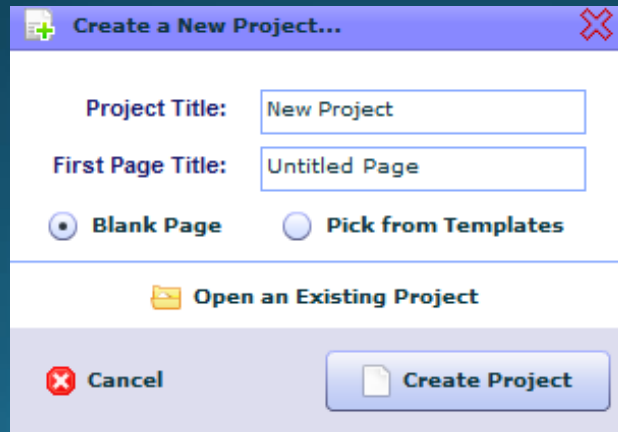 Create a New Project...
Project Title: New Project
First Page Title: Untitled Page
Blank Page Pick from Templates
Open an Existing Project
Cancel Create Project